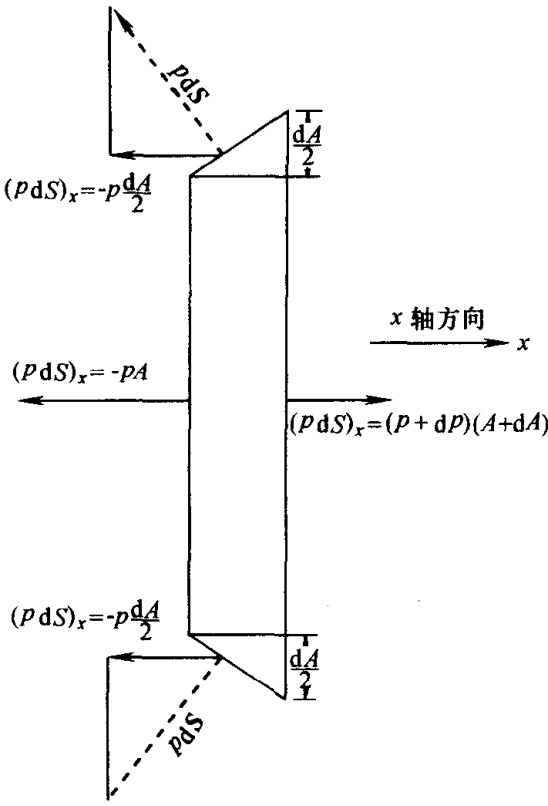 pdS
dA/2
(pdS)ₓ=-p dA/2
x 轴方向
x
(pdS)ₓ=-pA
(pdS)ₓ=(p+dp)(A+dA)
(pdS)ₓ=-p dA/2
dA/2
pdS